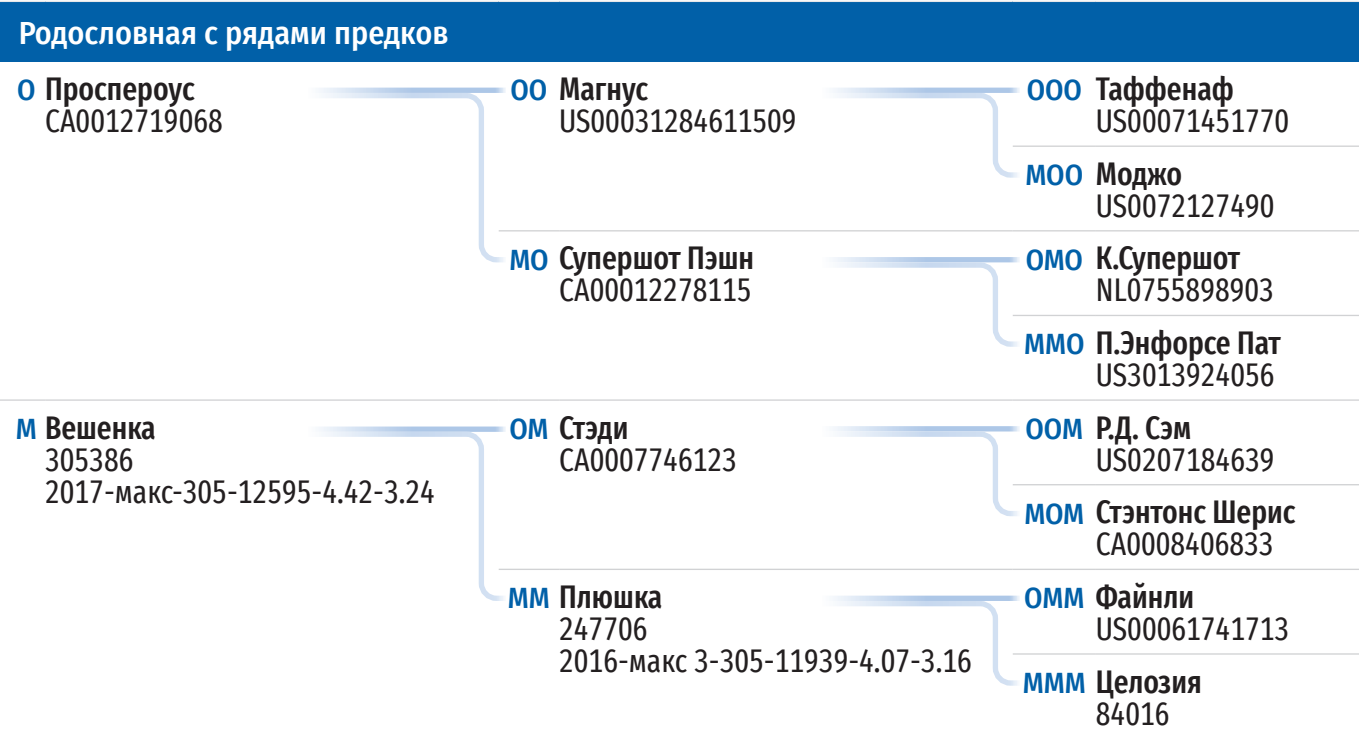 Родословная с рядами предков
О Проспероус
CA0012719068
ОО Магнус
US00031284611509
ООО Таффенаф
US00071451770
МОО Моджо
US0072127490
МО Супершот Пэшн
CA00012278115
ОМО К.Супершот
NL0755898903
ММО П.Энфорсе Пат
US3013924056
М Вешенка
305386
2017-макс-305-12595-4.42-3.24
ОМ Стэди
CA0007746123
ООМ Р.Д. Сэм
US0207184639
МОМ Стэнтонс Шерис
CA0008406833
ММ Плюшка
247706
2016-макс 3-305-11939-4.07-3.16
ОММ Файнли
US00061741713
МММ Целозия
84016